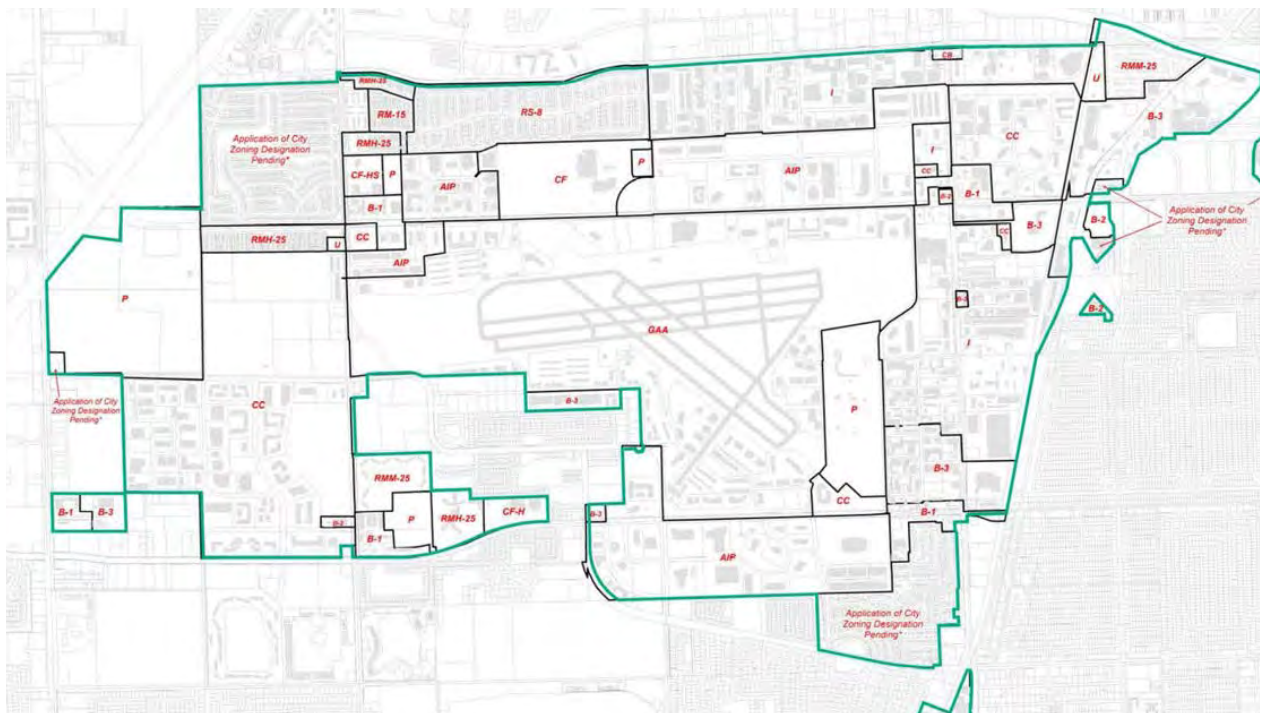 CB
RMH-25
U
RMM-25
I
RM-15
RS-8
B-3
Application of City
Zoning Designation
Pending*
CC
RMH-25
I
P
CF-HS
P
AIP
CF
AIP
CC
B-1
B-2
B-1
Application of City
Zoning Designation
Pending*
B-2
B-3
CC
RMH-25
U
CC
AIP
P
B-3
B-2
GAA
I
Application of City
Zoning Designation
Pending*
CC
B-3
P
B-3
RMM-25
CC
B-1
B-3
P
RMH-25
CF-H
B-3
B-1
B-2
B-1
AIP
Application of City
Zoning Designation
Pending*